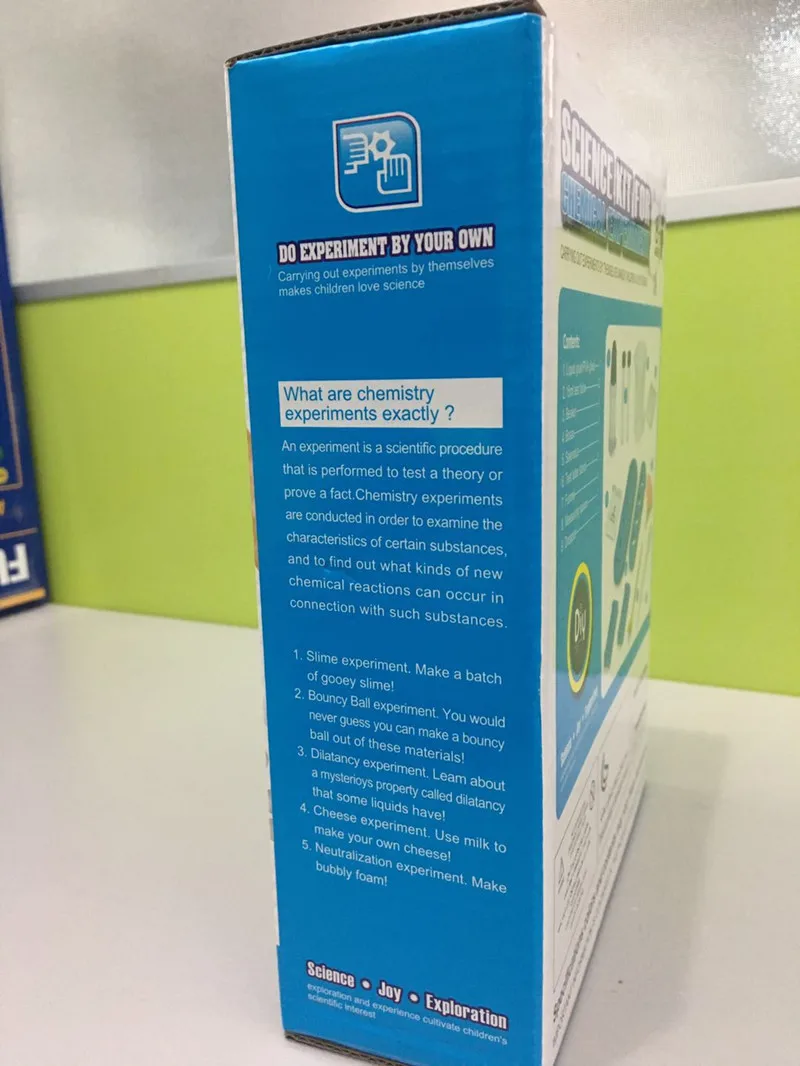 DO EXPERIMENT BY YOUR OWN
Carrying out experiments by themselves
makes children love science
What are chemistry
experiments exactly ?
An experiment is a scientific procedure
that is performed to test a theory or
prove a fact.Chemistry experiments
are conducted in order to examine the
characteristics of certain substances,
and to find out what kinds of new
chemical reactions can occur in
connection with such substances.
1. Slime experiment. Make a batch
of gooey slime!
2. Bouncy Ball experiment. You would
never guess you can make a bouncy
ball out of these materials!
3. Dilatancy experiment. Learn about
a mysterioys property called dilatancy
that some liquids have!
4. Cheese experiment. Use milk to
make your own cheese!
5. Neutralization experiment. Make
bubbly foam!
Science • Joy • Exploration
exploration and experience cultivate children's
scientific interest
SCIENCE KIT FOR
Contents
DIY
FU